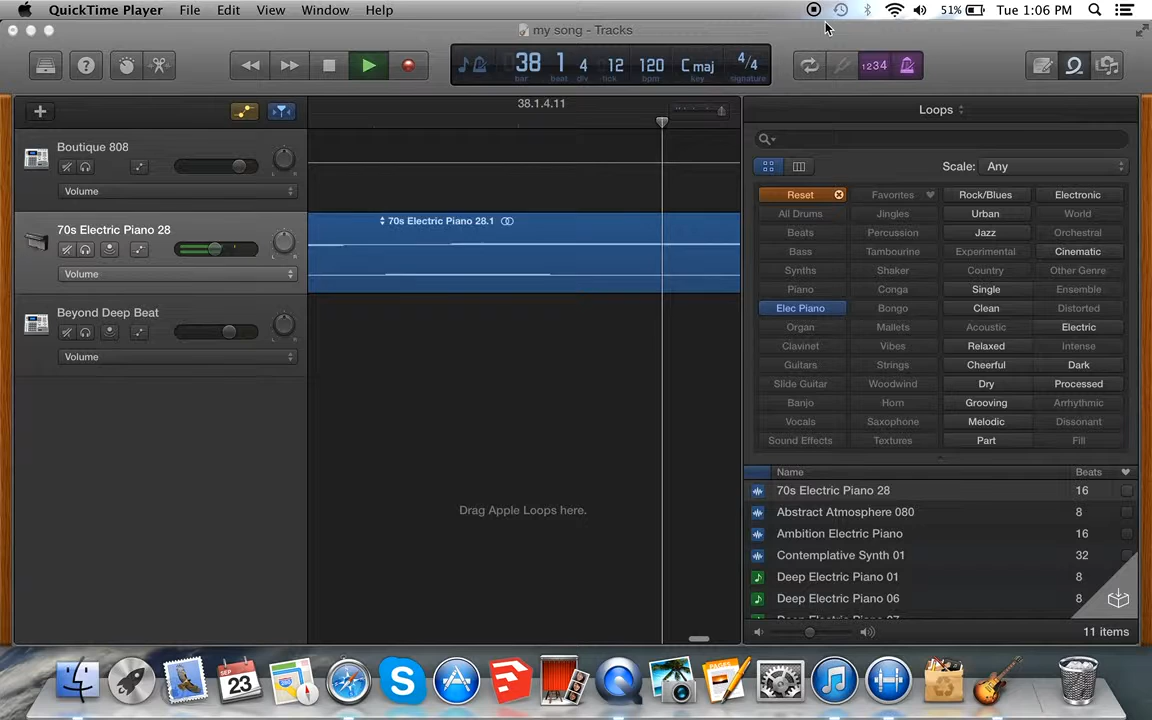 QuickTime Player File Edit View Window Help 51% Tue 1:06 PM
my song - Tracks
38 1 4 12 120 C maj 4/4 1234
bar beat div tick bpm key signature
38.1.4.11 Loops
Boutique 808
Scale: Any
Volume
Reset Favorites Rock/Blues Electronic
All Drums Jingles Urban World
70s Electric Piano 28 70s Electric Piano 28.1
Beats Percussion Jazz Orchestral
Bass Tambourine Experimental Cinematic
Volume
Synths Shaker Country Other Genre
Piano Conga Single Ensemble
Beyond Deep Beat
Elec Piano Bongo Clean Distorted
Organ Mallets Acoustic Electric
Volume
Clavinet Vibes Relaxed Intense
Guitars Strings Cheerful Dark
Slide Guitar Woodwind Dry Processed
Banjo Horn Grooving Arrhythmic
Vocals Saxophone Melodic Dissonant
Sound Effects Textures Part Fill
Name Beats
70s Electric Piano 28 16
Drag Apple Loops here.
Abstract Atmosphere 080 8
Ambition Electric Piano 16
Contemplative Synth 01 32
Deep Electric Piano 01 8
Deep Electric Piano 06 8
11 items
SEP
23
PAGES